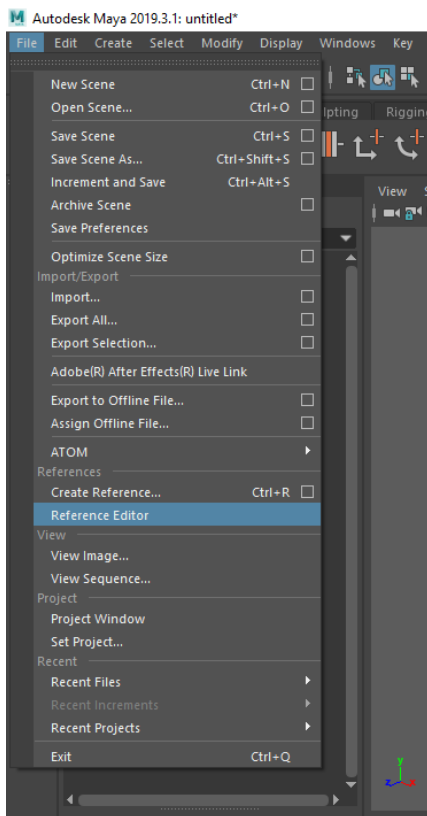 Autodesk Maya 2019.3.1: untitled*
File Edit Create Select Modify Display Windows Key
New Scene Ctrl+N
Open Scene... Ctrl+O
Save Scene Ctrl+S
Save Scene As... Ctrl+Shift+S
Increment and Save Ctrl+Alt+S
Archive Scene
Save Preferences
Optimize Scene Size
Import/Export
Import...
Export All...
Export Selection...
Adobe(R) After Effects(R) Live Link
Export to Offline File...
Assign Offline File...
ATOM
References
Create Reference... Ctrl+R
Reference Editor
View
View Image...
View Sequence...
Project
Project Window
Set Project...
Recent
Recent Files
Recent Increments
Recent Projects
Exit Ctrl+Q
lpting Riggin
View S
y
z x